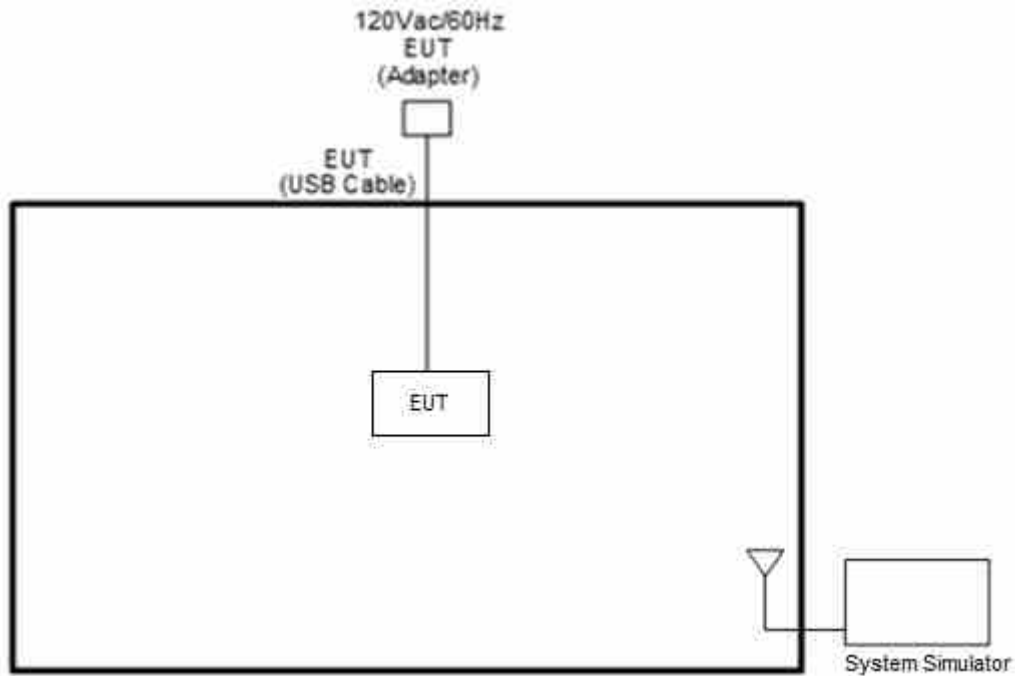 120Vac/60Hz
EUT
(Adapter)
EUT
(USB Cable)
EUT
System Simulator